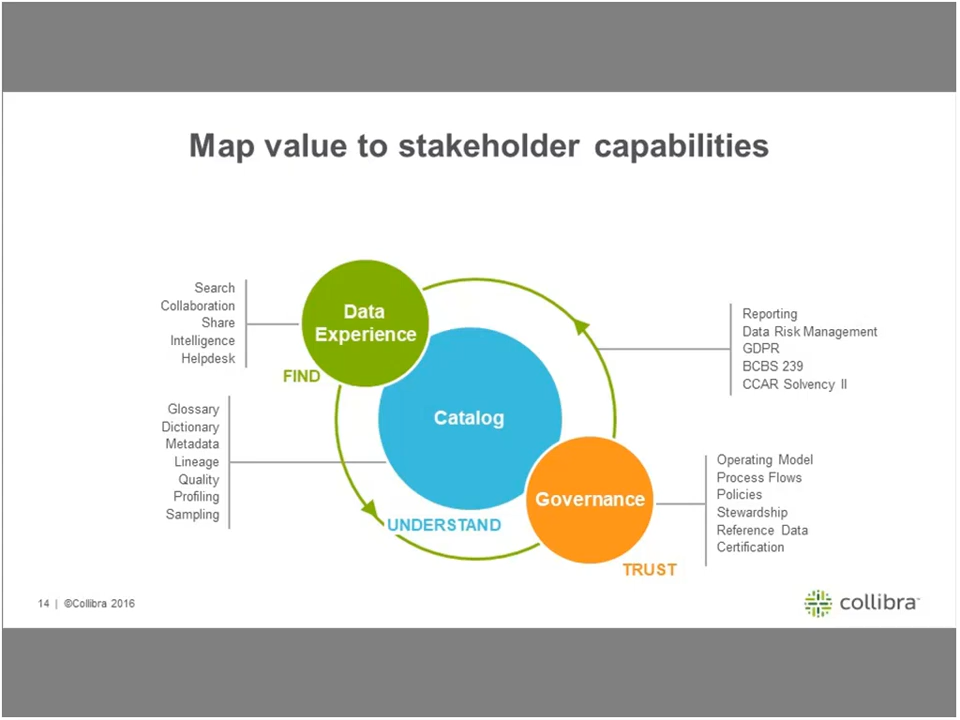 Map value to stakeholder capabilities
Search
Collaboration
Share
Intelligence
Helpdesk
Data
Experience
FIND
Reporting
Data Risk Management
GDPR
BCBS 239
CCAR Solvency II
Glossary
Dictionary
Metadata
Lineage
Quality
Profiling
Sampling
Catalog
UNDERSTAND
Governance
TRUST
Operating Model
Process Flows
Policies
Stewardship
Reference Data
Certification
14 | ©Collibra 2016
collibra™